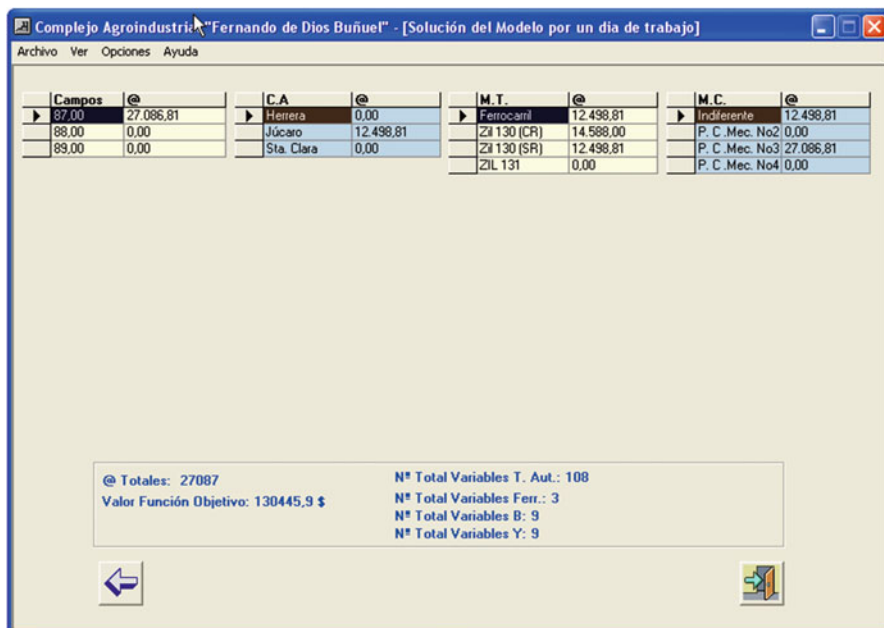 Complejo Agroindustria "Fernando de Dios Buñuel" - [Solución del Modelo por un dia de trabajo]
Archivo Ver Opciones Ayuda
Campos @
87,00 27.086,81
88,00 0,00
89,00 0,00
C.A @
Herrera 0,00
Júcaro 12.498,81
Sta. Clara 0,00
M.T. @
Ferrocarril 12.498,81
Zil 130 (CR) 14.588,00
Zil 130 (SR) 12.498,81
ZIL 131 0,00
M.C. @
Indiferente 12.498,81
P. C .Mec. No2 0,00
P. C .Mec. No3 27.086,81
P. C .Mec. No4 0,00
@ Totales: 27087
Valor Función Objetivo: 130445,9 $
Nº Total Variables T. Aut.: 108
Nº Total Variables Ferr.: 3
Nº Total Variables B: 9
Nº Total Variables Y: 9